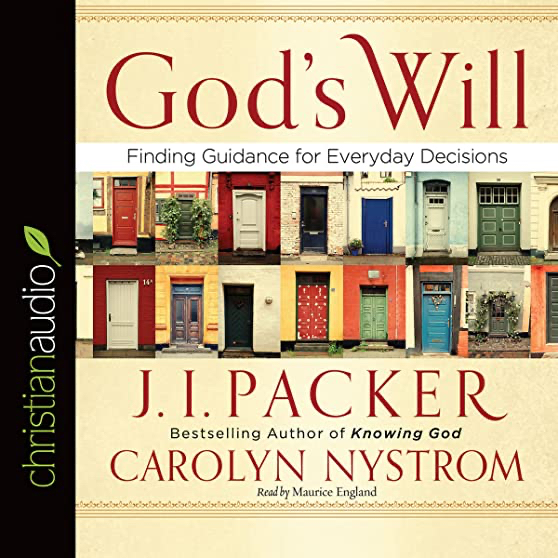 God's Will
Finding Guidance for Everyday Decisions
14A
J. I. PACKER
Bestselling Author of Knowing God
CAROLYN NYSTROM
Read by Maurice England
christianaudio